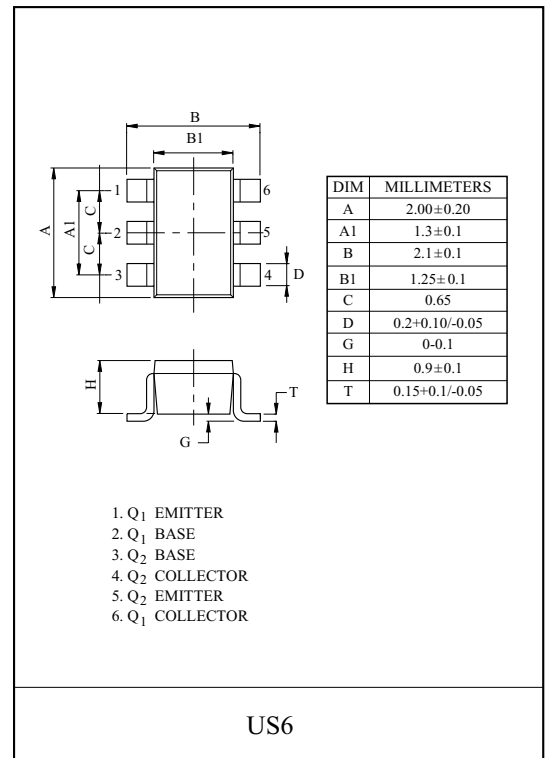 B
B1
1
6
A
A1
C
2
5
C
3
4
D
DIM MILLIMETERS
A 2.00±0.20
A1 1.3±0.1
B 2.1±0.1
B1 1.25±0.1
C 0.65
D 0.2+0.10/-0.05
G 0-0.1
H 0.9±0.1
T 0.15+0.1/-0.05
H
T
G
1. Q1 EMITTER
2. Q1 BASE
3. Q2 BASE
4. Q2 COLLECTOR
5. Q2 EMITTER
6. Q1 COLLECTOR
US6